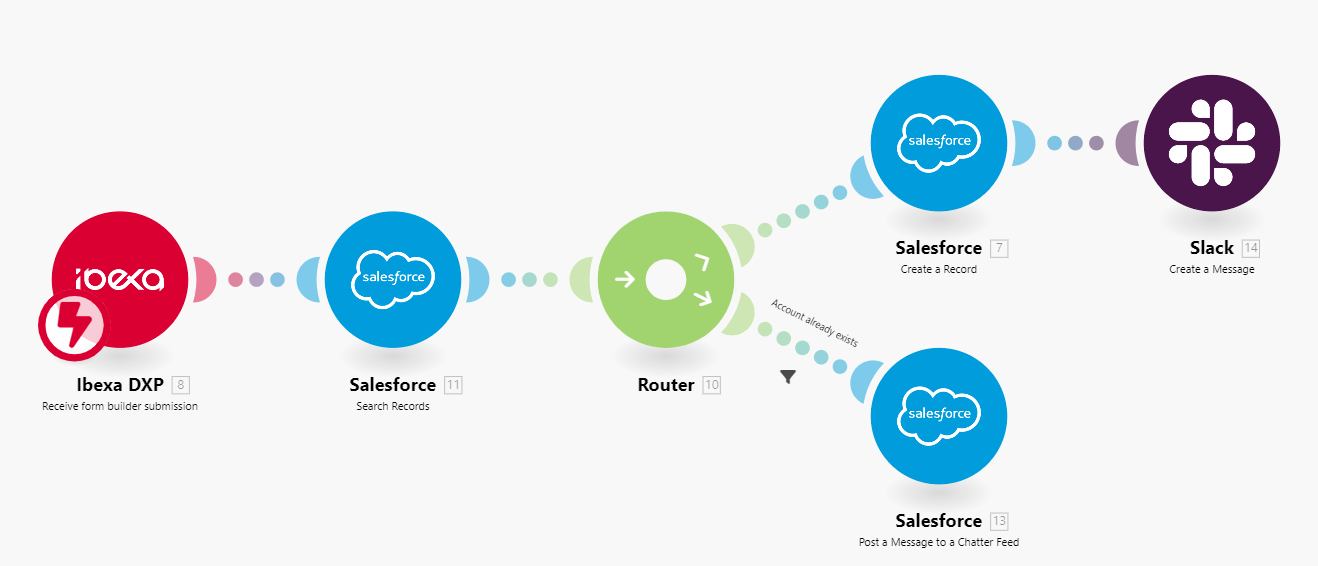 salesforce
ibexa
salesforce
Salesforce 7
Create a Record
Slack 14
Create a Message
Account already exists
Ibexa DXP 8
Receive form builder submission
Salesforce 11
Search Records
Router 10
salesforce
Salesforce 13
Post a Message to a Chatter Feed